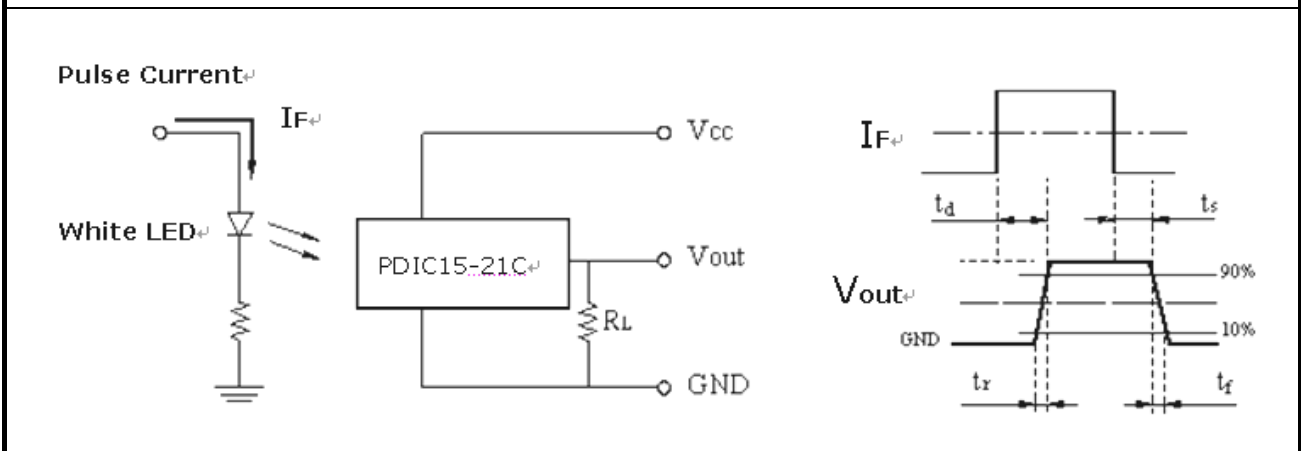 Pulse Current↵
IF↵
White LED↵
PDIC15-21C↵
Vcc
Vout
RL
GND
IF↵
td
ts
Vout↵
90%
10%
GND
tr
tf